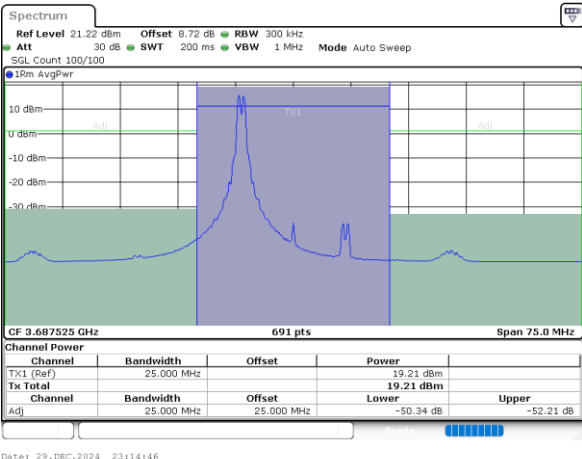 Spectrum
Ref Level 21.22 dBm Offset 8.72 dB RBW 300 kHz
Att 30 dB SWT 200 ms VBW 1 MHz Mode Auto Sweep
SGL Count 100/100
1Rm AvgPwr
10 dBm
TX1
Adj
Adj
0 dBm
-10 dBm
-20 dBm
-30 dBm
CF 3.687525 GHz 691 pts Span 75.0 MHz
Channel Power
Channel Bandwidth Offset Power
TX1 (Ref) 25.000 MHz 19.21 dBm
Tx Total 19.21 dBm
Channel Bandwidth Offset Lower Upper
Adj 25.000 MHz 25.000 MHz -50.34 dB -52.21 dB
Ready
Date: 29.DEC.2024 23:14:46